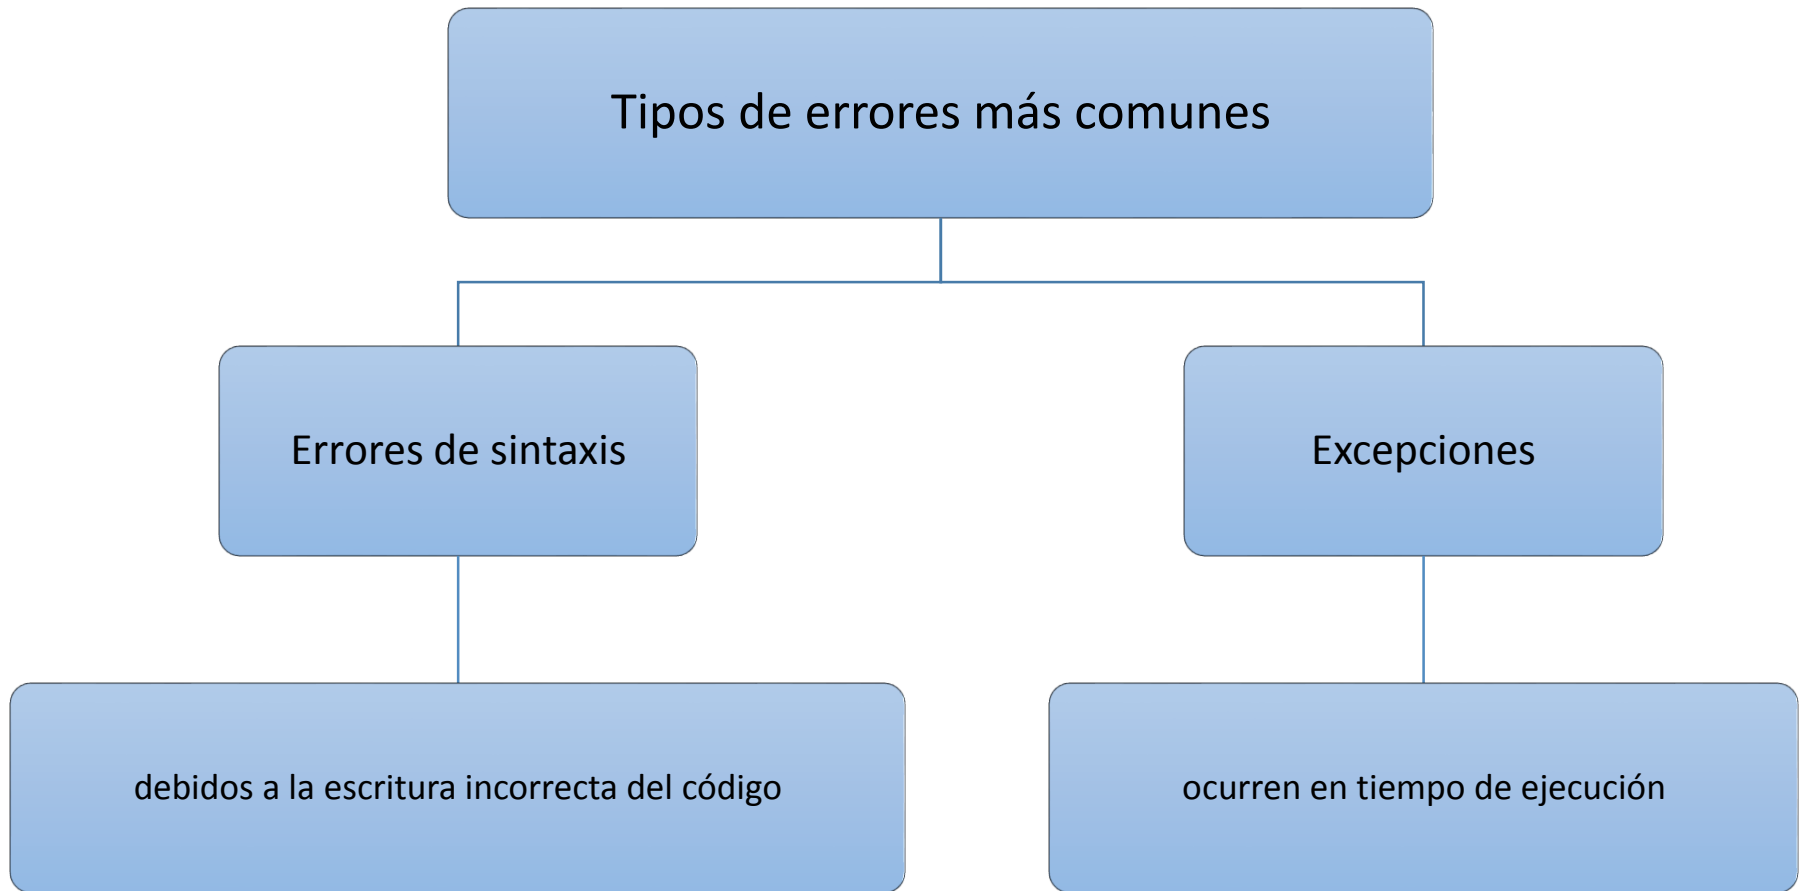 Tipos de errores más comunes
Errores de sintaxis
Excepciones
debidos a la escritura incorrecta del código
ocurren en tiempo de ejecución